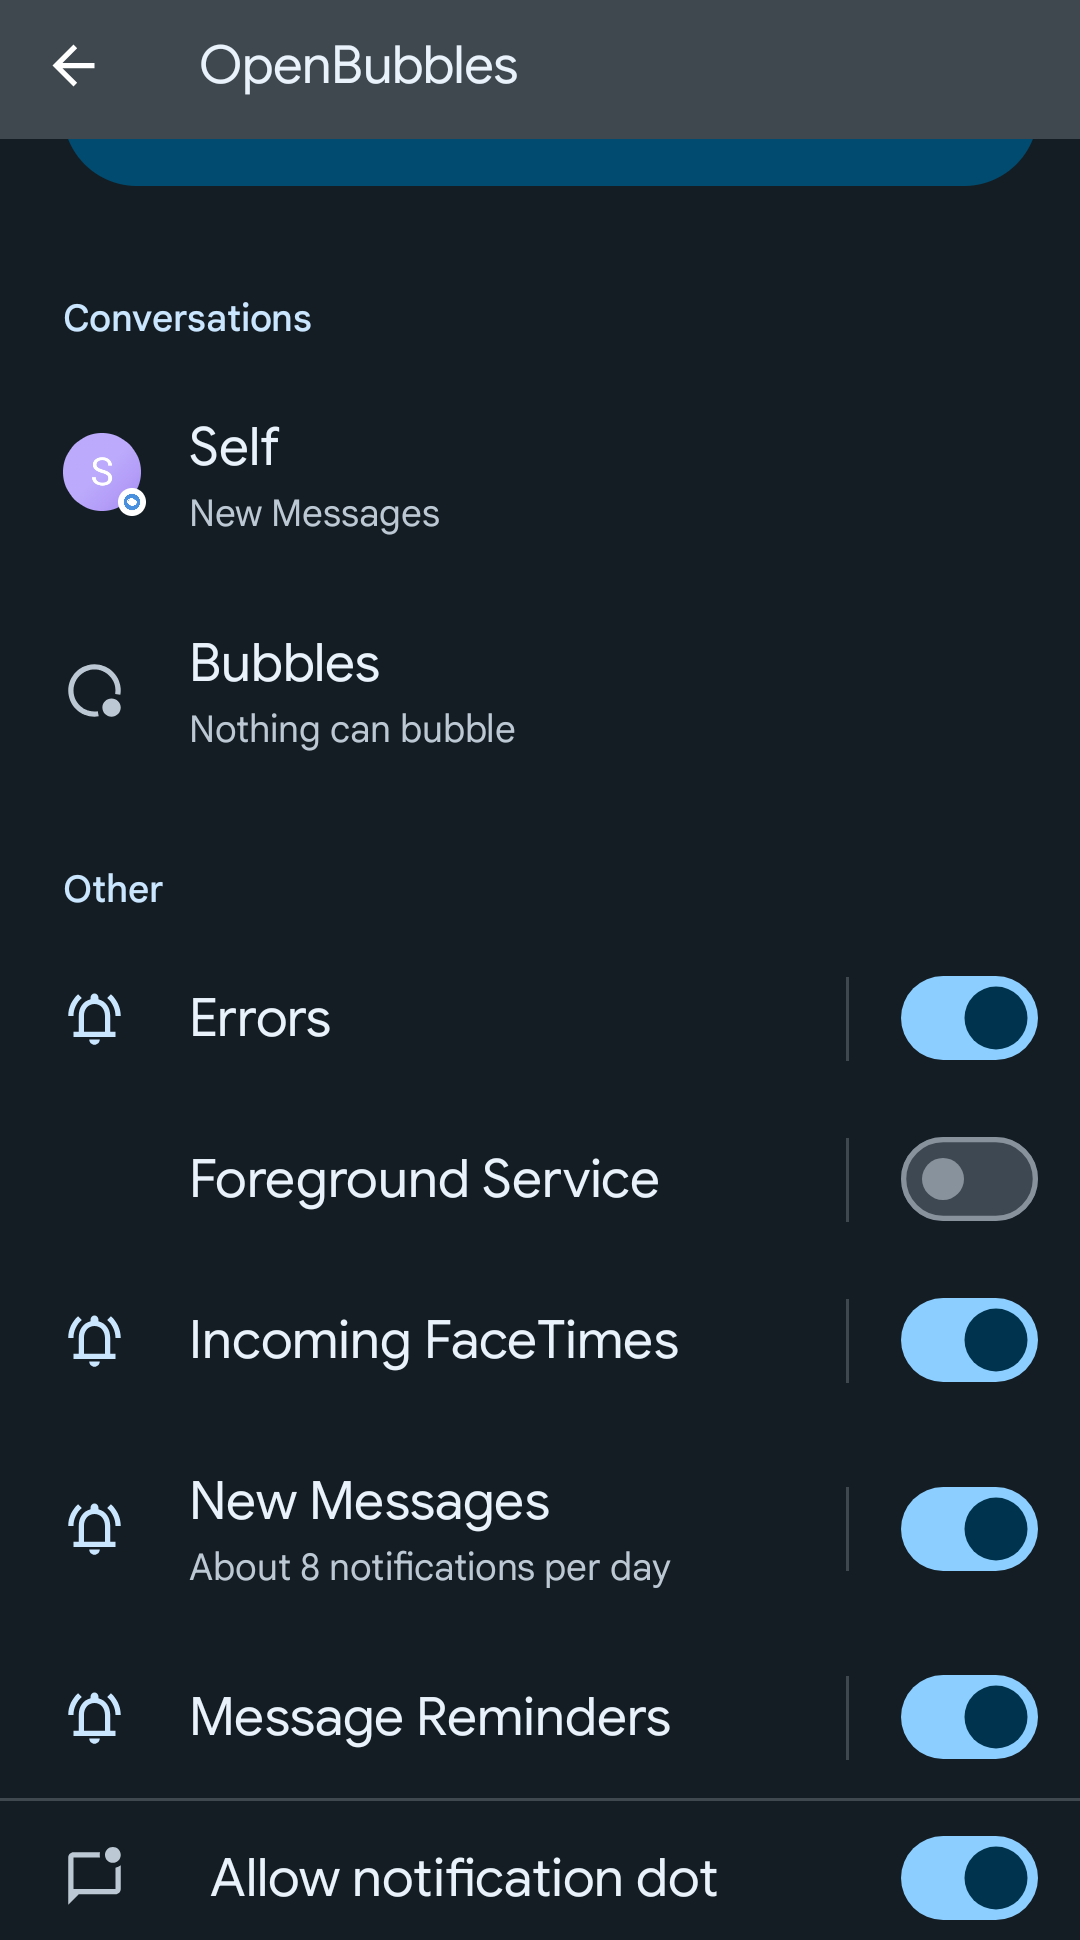 OpenBubbles
Conversations
S
Self
New Messages
Bubbles
Nothing can bubble
Other
Errors
Foreground Service
Incoming FaceTimes
New Messages
About 8 notifications per day
Message Reminders
Allow notification dot